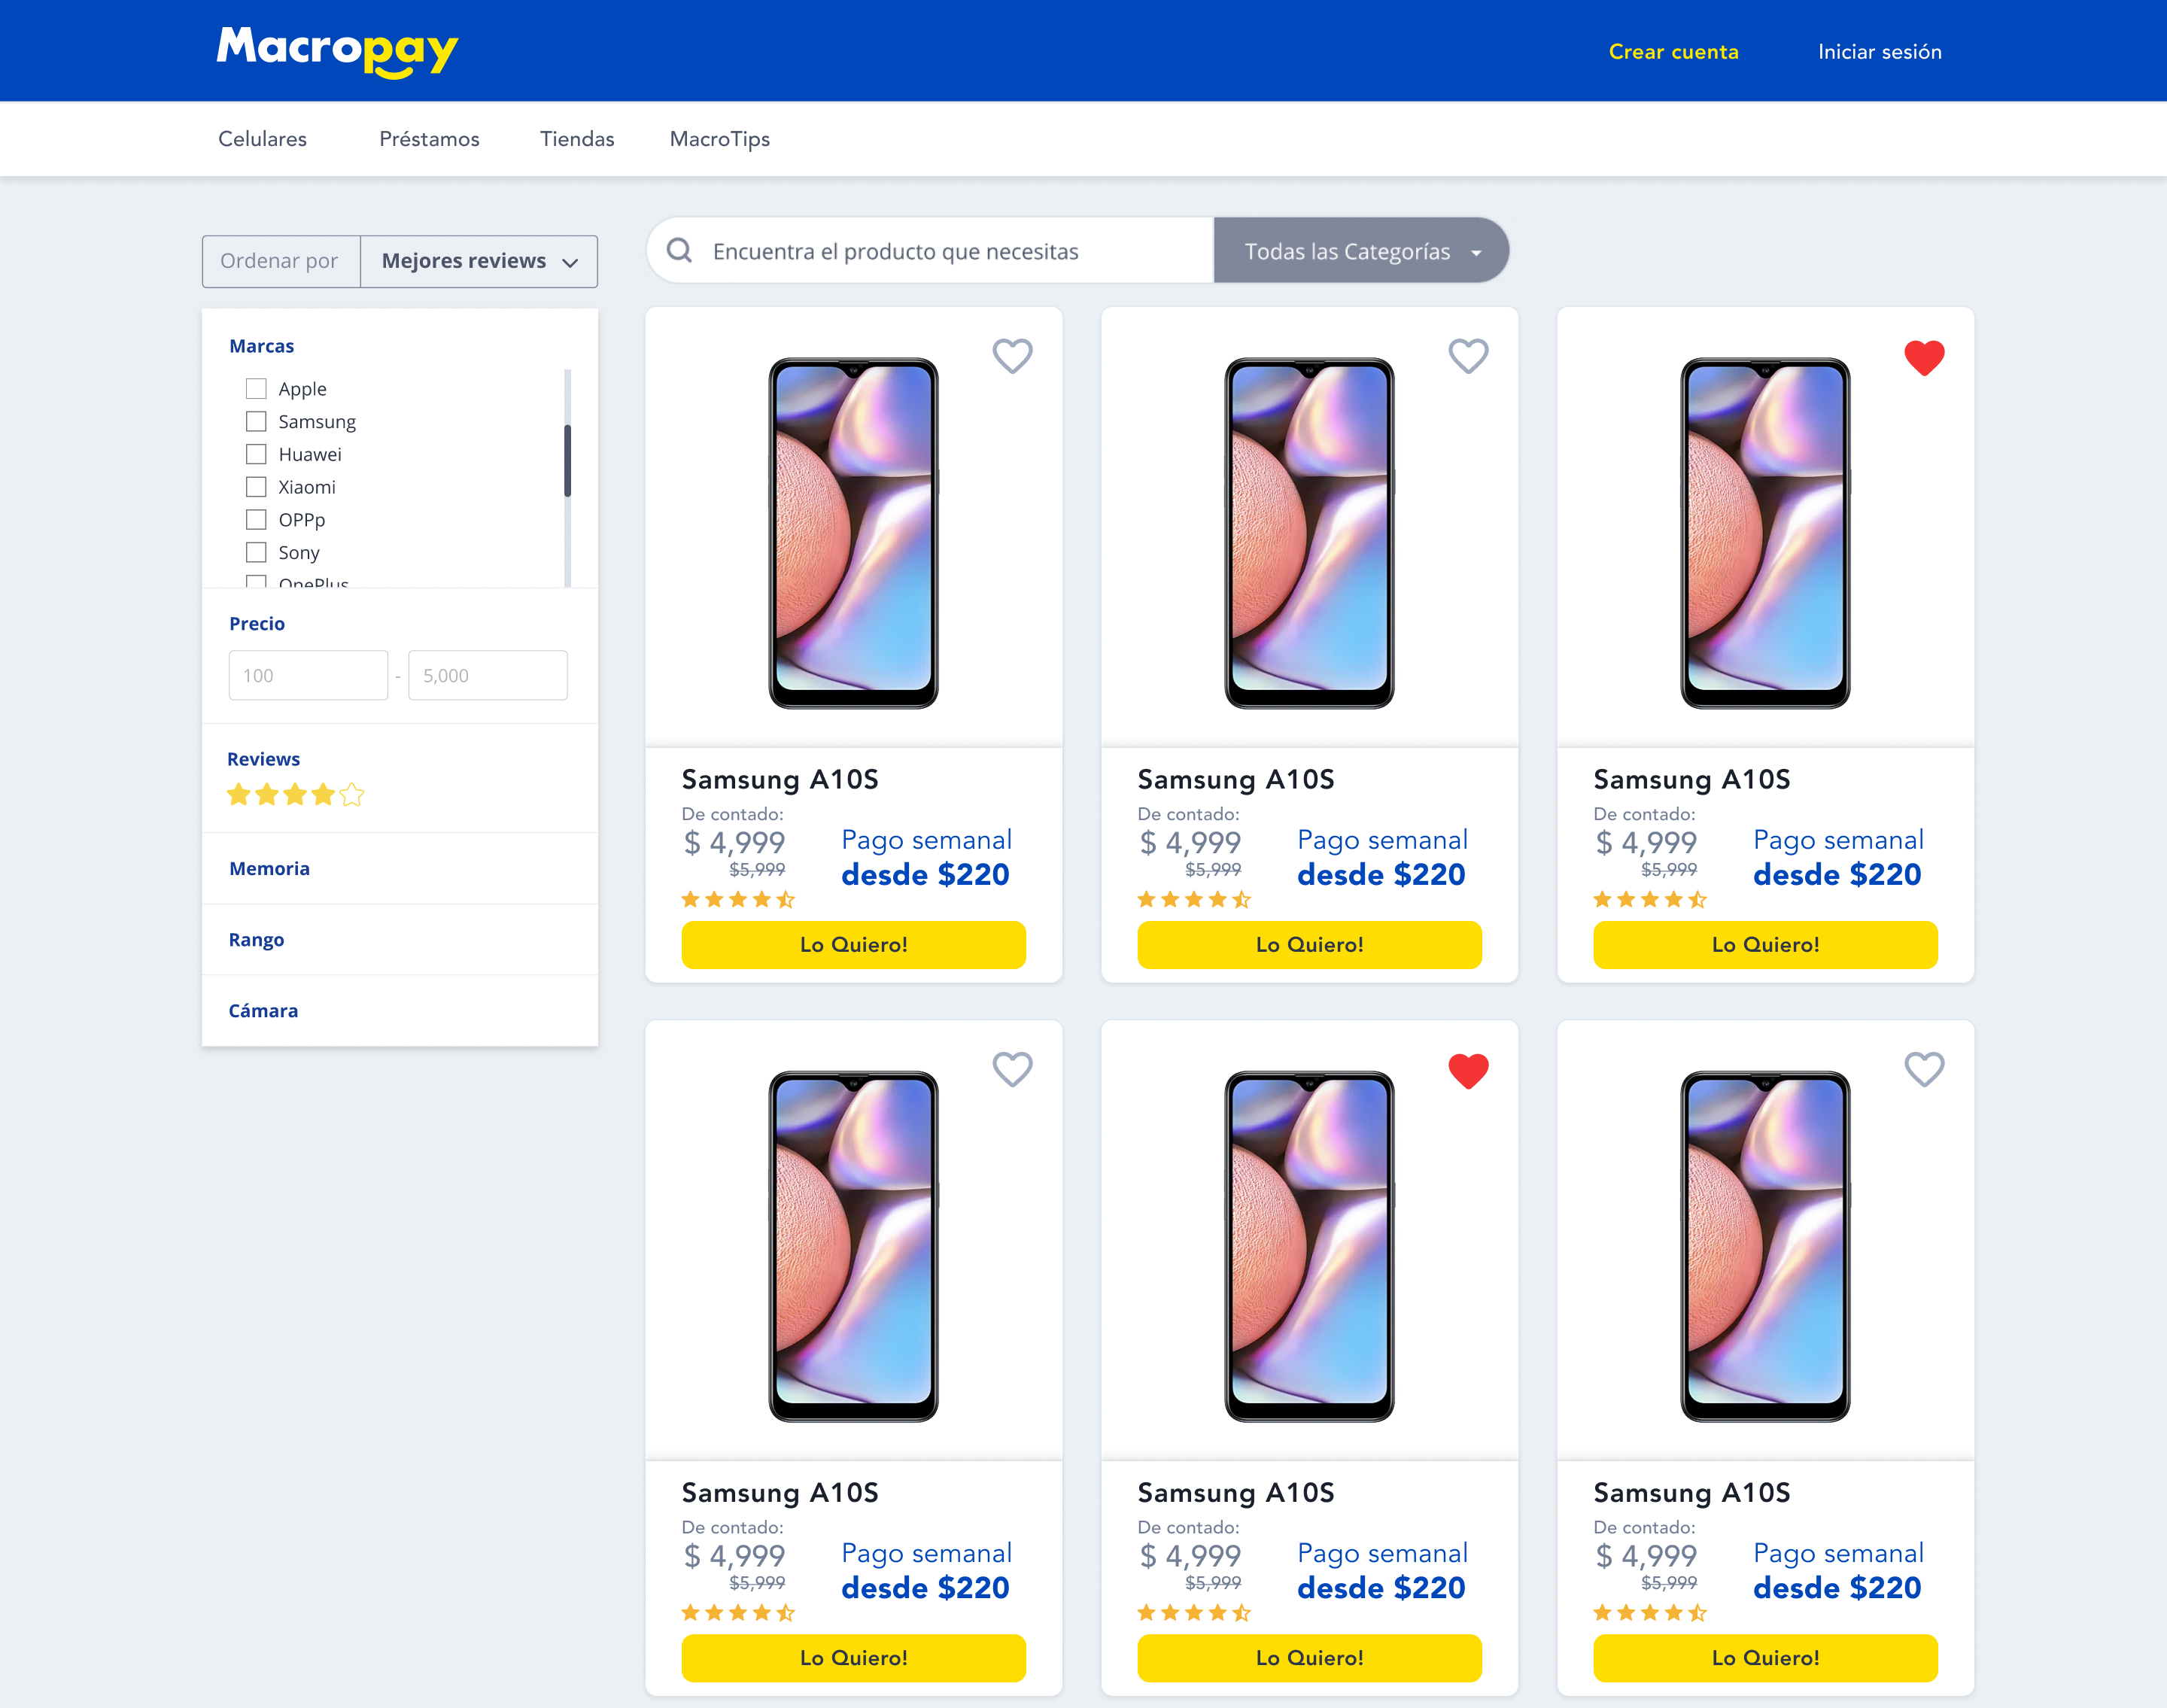 Macropay
Crear cuenta
Iniciar sesión
Celulares
Préstamos
Tiendas
MacroTips
Ordenar por
Mejores reviews
Encuentra el producto que necesitas
Todas las Categorías
Marcas
Apple
Samsung
Huawei
Xiaomi
OPPp
Sony
OnePlus
Precio
100 - 5,000
Reviews
Memoria
Rango
Cámara
Samsung A10S
De contado:
$ 4,999
$5,999
Pago semanal
desde $220
Lo Quiero!
Samsung A10S
De contado:
$ 4,999
$5,999
Pago semanal
desde $220
Lo Quiero!
Samsung A10S
De contado:
$ 4,999
$5,999
Pago semanal
desde $220
Lo Quiero!
Samsung A10S
De contado:
$ 4,999
$5,999
Pago semanal
desde $220
Lo Quiero!
Samsung A10S
De contado:
$ 4,999
$5,999
Pago semanal
desde $220
Lo Quiero!
Samsung A10S
De contado:
$ 4,999
$5,999
Pago semanal
desde $220
Lo Quiero!